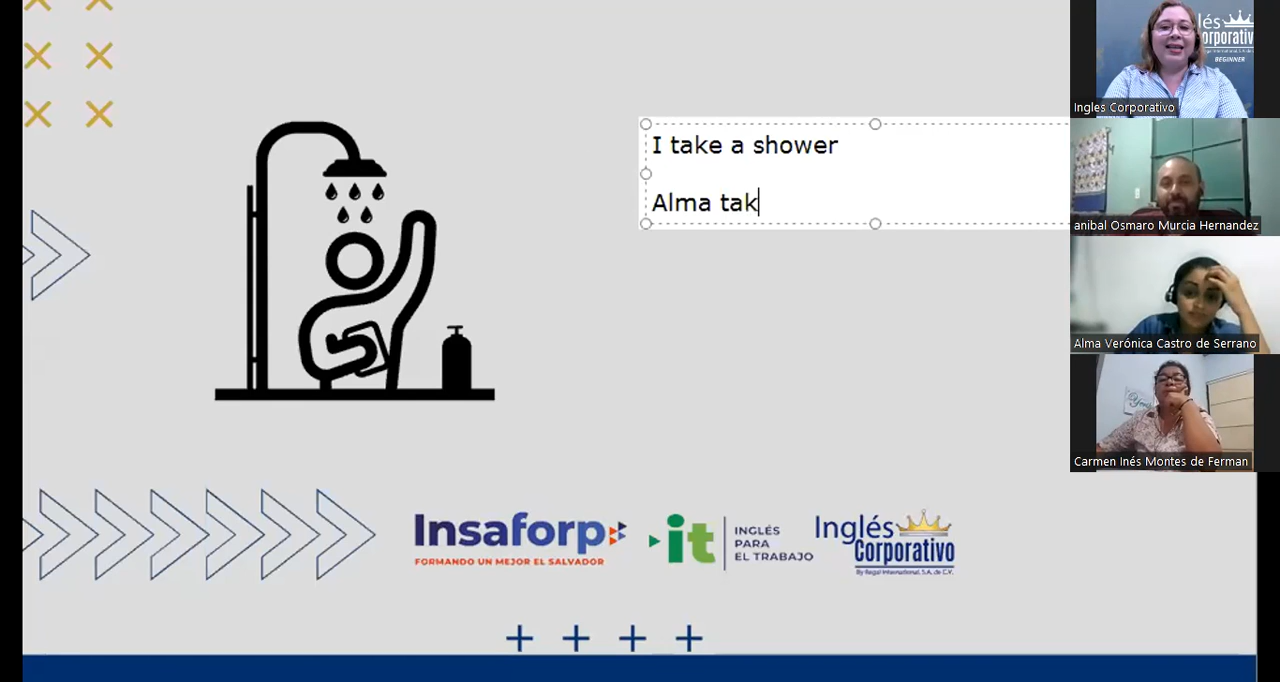 I take a shower
Alma tak
lés
orporativ
BEGINNER
Ingles Corporativo
anibal Osmaro Murcia Hernandez
Alma Verónica Castro de Serrano
Carmen Inés Montes de Ferman
Insaforp
FORMANDO UN MEJOR EL SALVADOR
it
INGLÉS
PARA
EL TRABAJO
Inglés
Corporativo
By Regal International, S.A. de C.V.